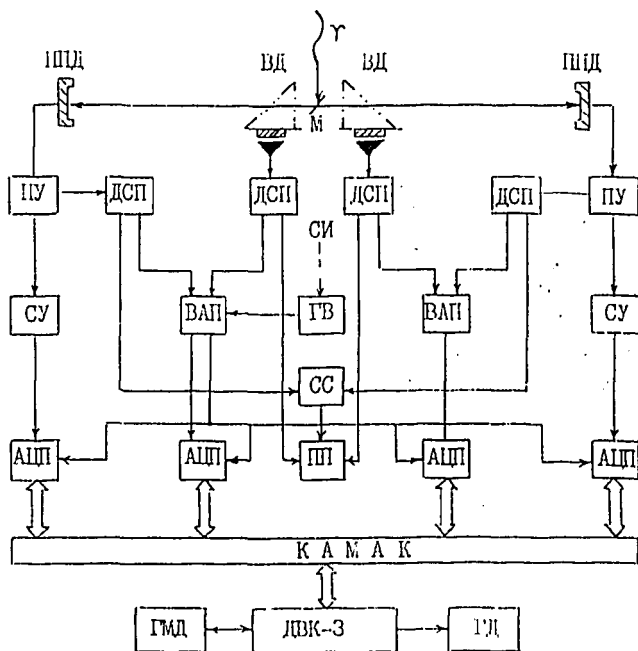 γ
ППД ВД ВД ППД
М
ПУ ДСП ДСП ДСП ДСП ПУ
СИ
СУ ВАП ГВ ВАП СУ
СС
АЦП АЦП ПП АЦП АЦП
К А М А К
ГМД ДВК-3 ГД